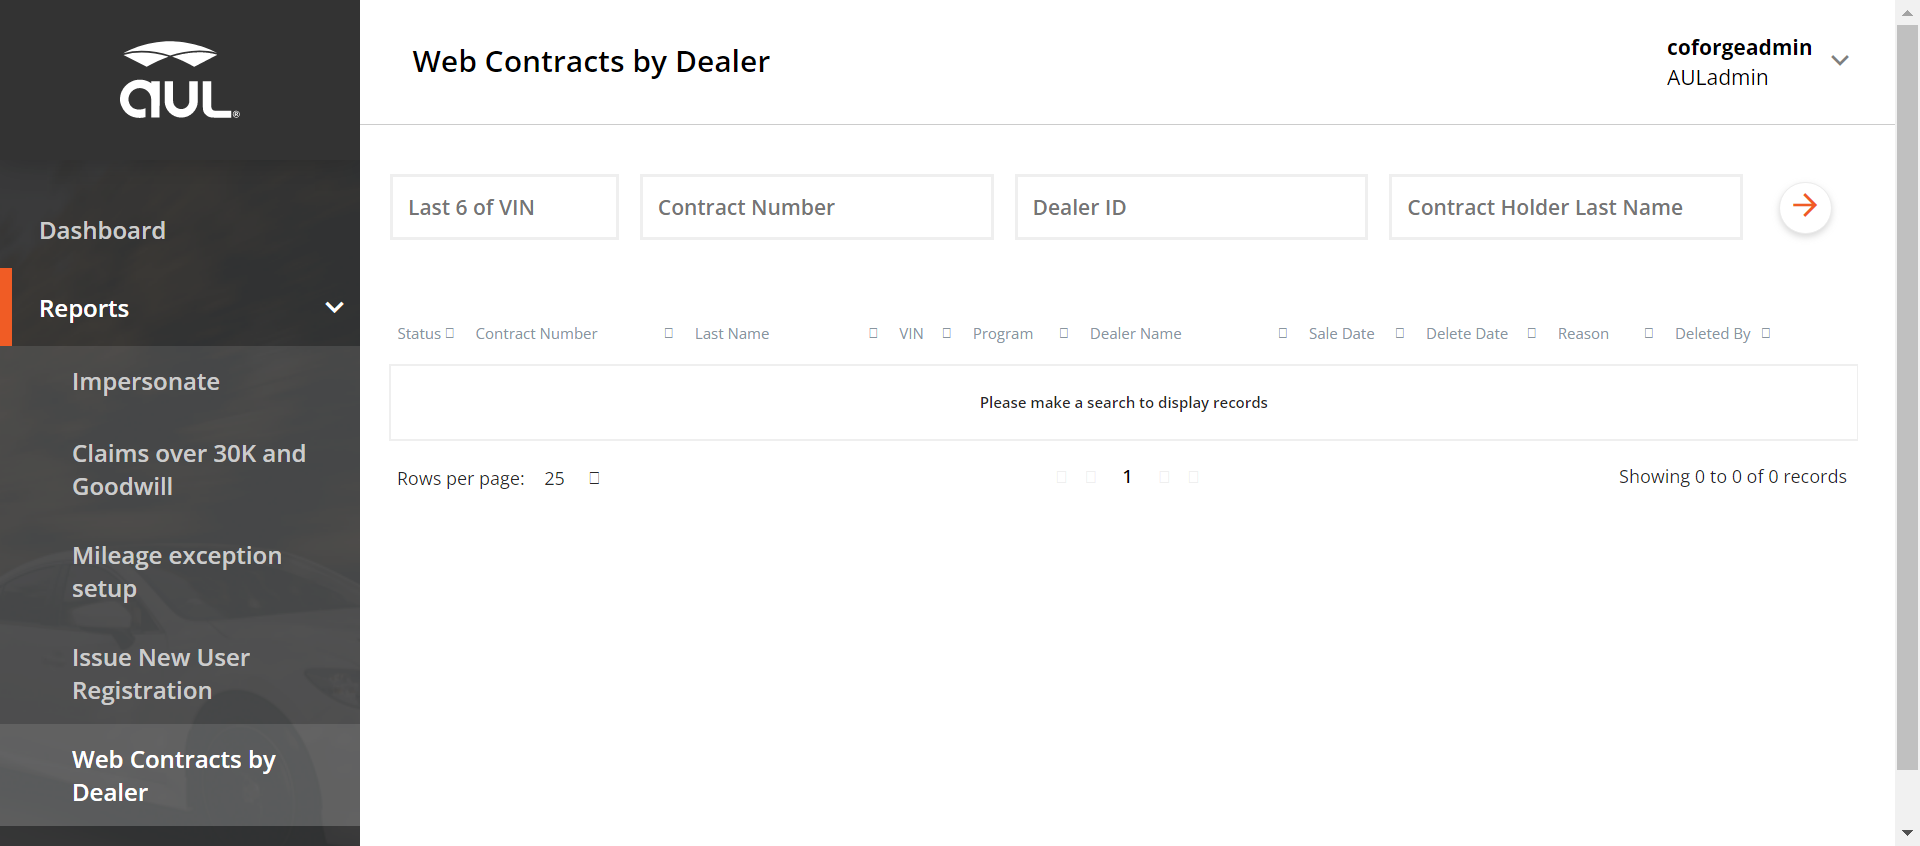 aUL®
Dashboard
Reports
Impersonate
Claims over 30K and
Goodwill
Mileage exception
setup
Issue New User
Registration
Web Contracts by
Dealer
Web Contracts by Dealer
coforgeadmin
AULadmin
Last 6 of VIN
Contract Number
Dealer ID
Contract Holder Last Name
Status Contract Number Last Name VIN Program Dealer Name Sale Date Delete Date Reason Deleted By
Please make a search to display records
Rows per page: 25
1
Showing 0 to 0 of 0 records